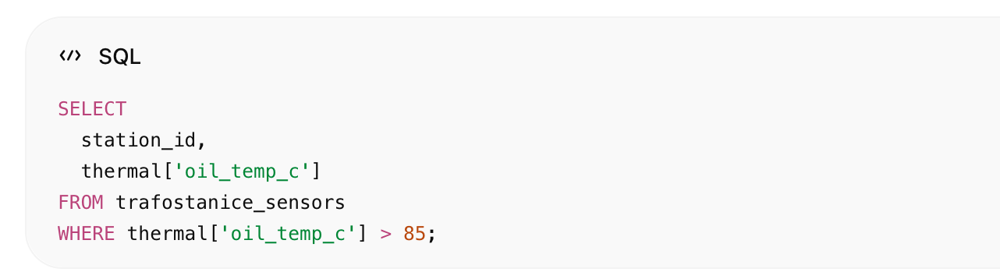 SQL
SELECT
  station_id,
  thermal['oil_temp_c']
FROM trafostanice_sensors
WHERE thermal['oil_temp_c'] > 85;